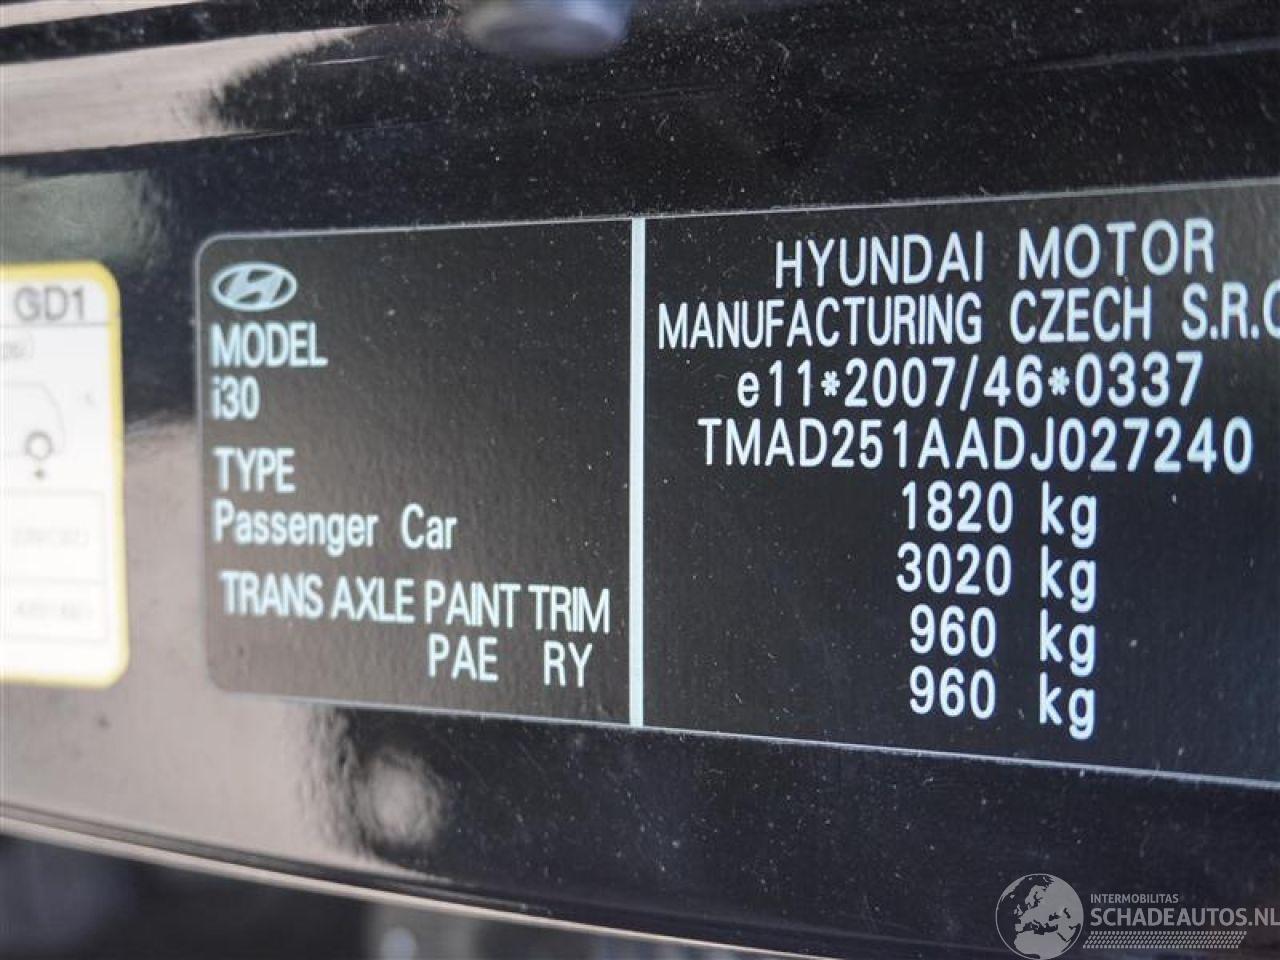 GD1
MODEL
i30
TYPE
Passenger Car
TRANS AXLE PAINT TRIM
PAE RY
HYUNDAI MOTOR
MANUFACTURING CZECH S.R.O
e11*2007/46*0337
TMAD251AADJ027240
1820 kg
3020 kg
960 kg
960 kg
INTERMOBILITAS
SCHADEAUTOS.NL